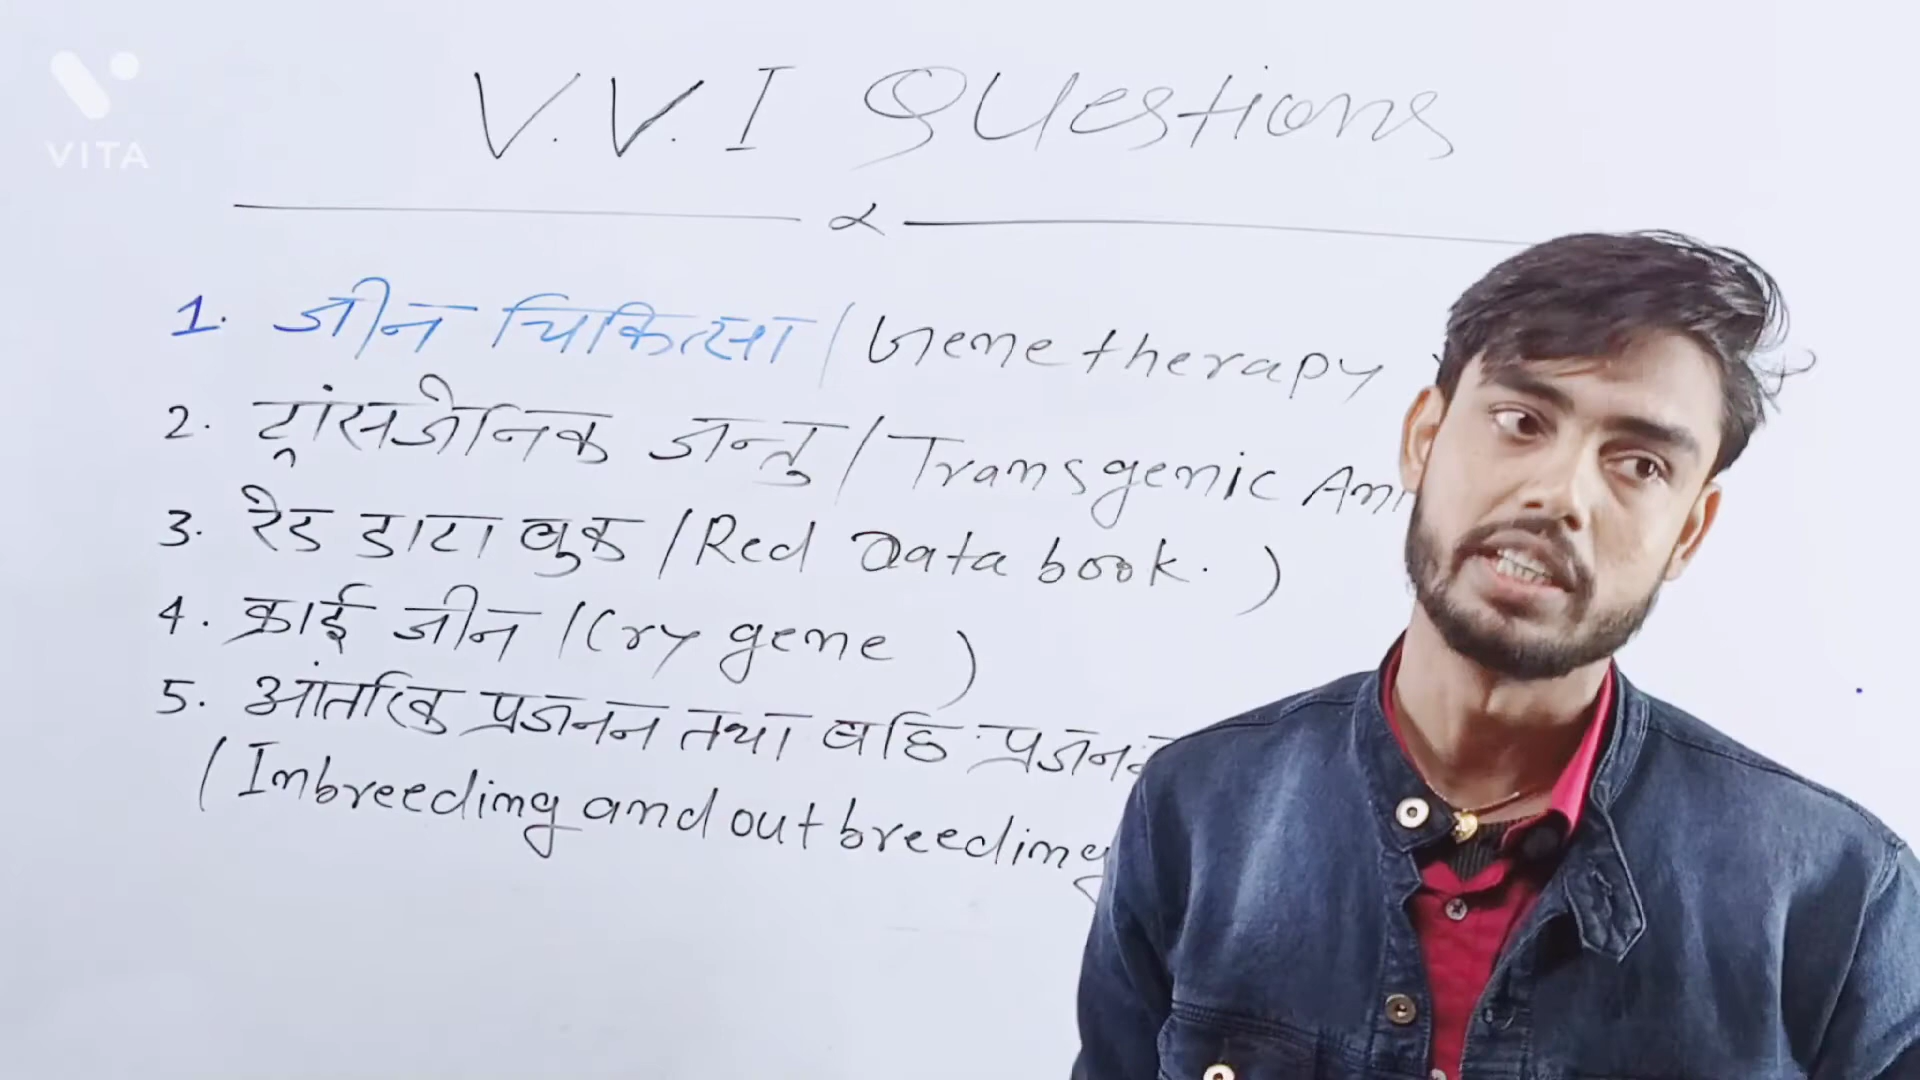 VITA
V.V.I Questions
1. जीन चिकित्सा / Gene therapy
2. ट्रांसजेनिक जन्तु / Transgenic Ani
3. रेड डाटा बुक / Red Data book. )
4. क्राई जीन / (Cry gene )
5. आंतरिक प्रजनन तथा बहि प्रजनन
( Inbreeding and out breeding